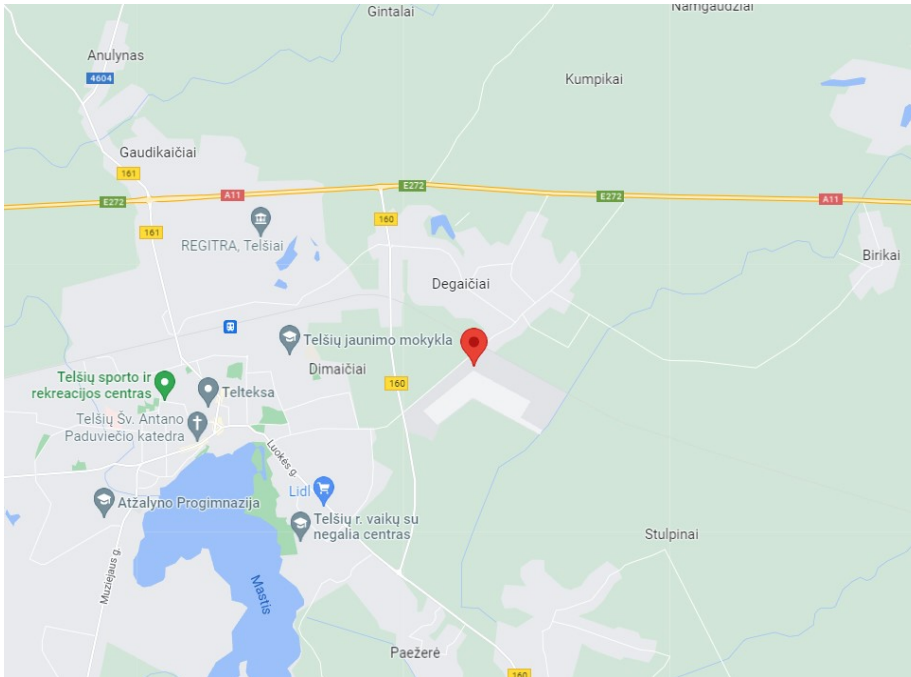 Gintalai
Namgaudžiai
Anulynas
4604
Kumpikai
Gaudikaičiai
161
A11
E272
E272
E272
A11
160
161
REGITRA, Telšiai
Birikai
Degaičiai
Telšių jaunimo mokykla
Dimaičiai
Telšių sporto ir
rekreacijos centras
160
Telteksa
Telšių Šv. Antano
Paduviečio katedra
Luokės g.
Lidl
Atžalyno Progimnazija
Telšių r. vaikų su
negalia centras
Stulpinai
Muziejaus g.
Mastis
Paežerė
160